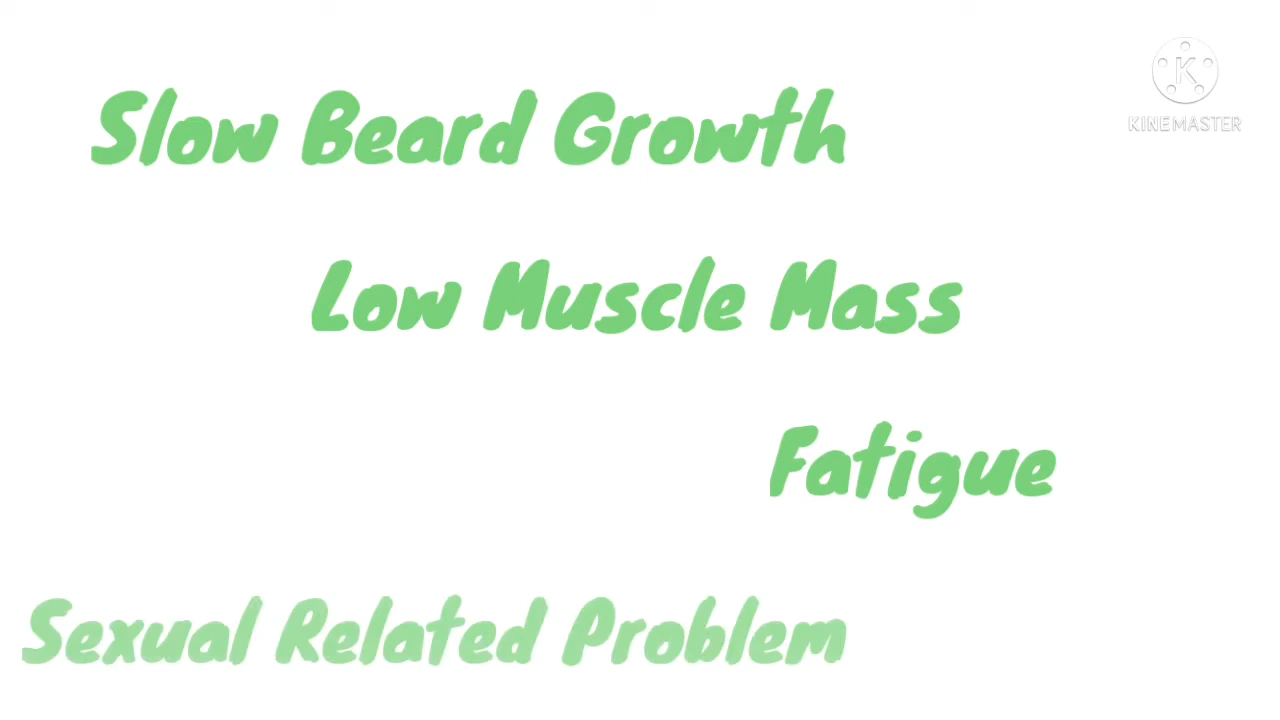 Slow Beard Growth
KINEMASTER
Low Muscle Mass
Fatigue
Sexual Related Problem